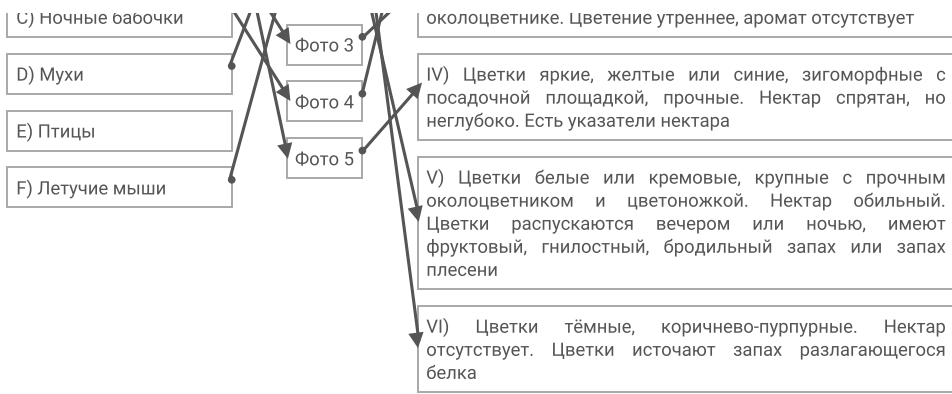 C) Ночные бабочки
D) Мухи
E) Птицы
F) Летучие мыши
Фото 3
Фото 4
Фото 5
околоцветнике. Цветение утреннее, аромат отсутствует
IV) Цветки яркие, желтые или синие, зигоморфные с
посадочной площадкой, прочные. Нектар спрятан, но
неглубоко. Есть указатели нектара
V) Цветки белые или кремовые, крупные с прочным
околоцветником и цветоножкой. Нектар обильный.
Цветки распускаются вечером или ночью, имеют
фруктовый, гнилостный, бродильный запах или запах
плесени
VI) Цветки тёмные, коричнево-пурпурные. Нектар
отсутствует. Цветки источают запах разлагающегося
белка